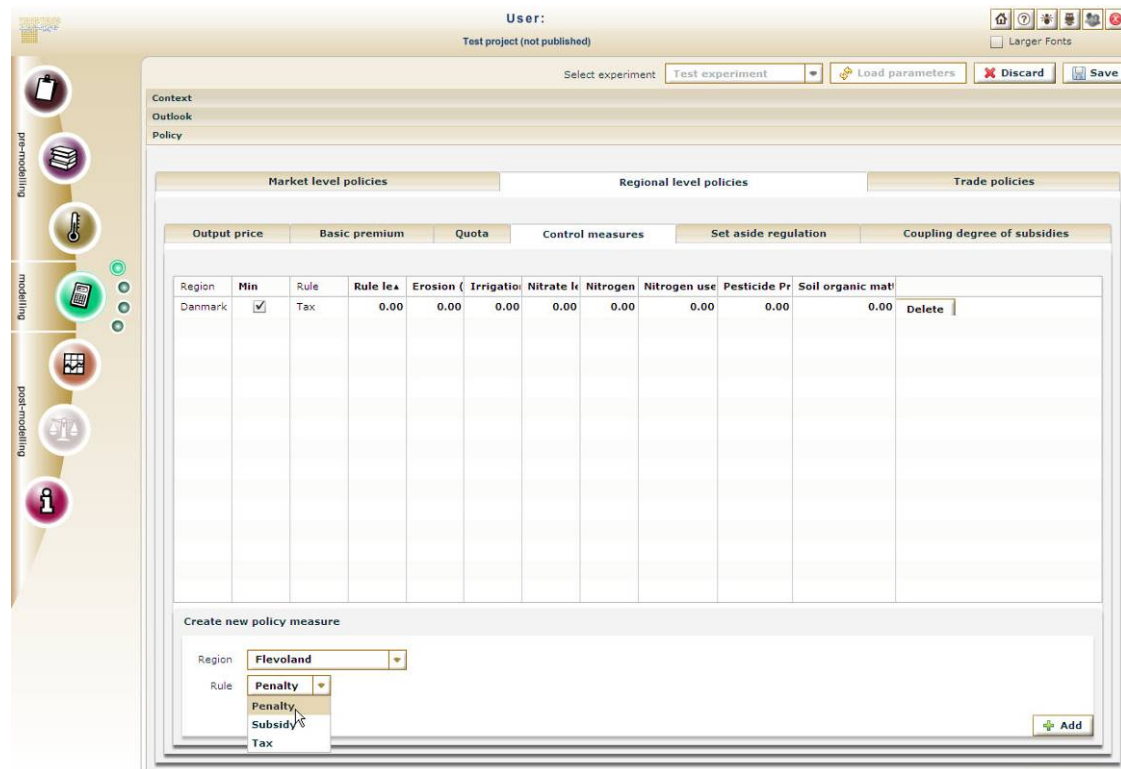 User:
Test project (not published)
Larger Fonts
Select experiment Test experiment Load parameters Discard Save
Context
Outlook
Policy
pre-modelling
modelling
post-modelling
Market level policies Regional level policies Trade policies
Output price Basic premium Quota Control measures Set aside regulation Coupling degree of subsidies
Region Min Rule Rule le Erosion ( Irrigatio Nitrate l Nitrogen Nitrogen use Pesticide Pr Soil organic mat
Danmark Tax 0.00 0.00 0.00 0.00 0.00 0.00 0.00 0.00 Delete
Create new policy measure
Region Flevoland
Rule Penalty
Penalty
Subsidy
Tax
Add